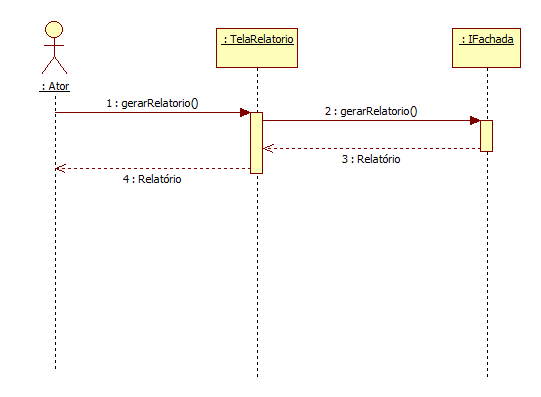 : TelaRelatorio
: IFachada
: Ator
1 : gerarRelatorio()
2 : gerarRelatorio()
3 : Relatório
4 : Relatório